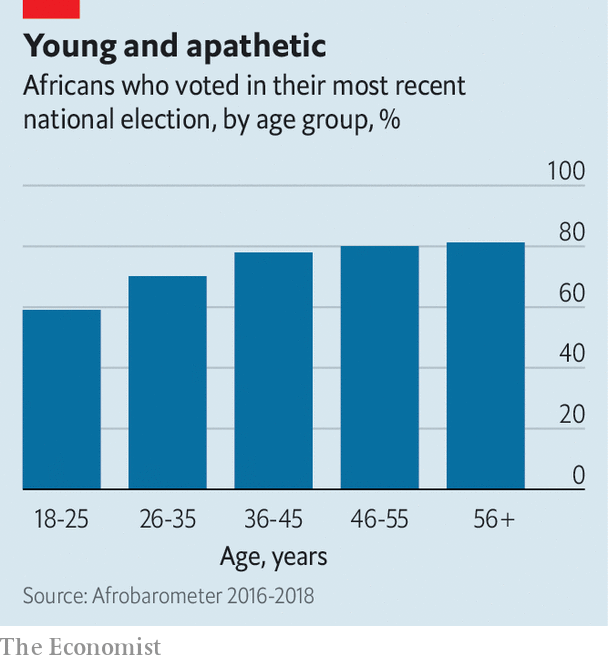 Young and apathetic
Africans who voted in their most recent
national election, by age group, %
100
80
60
40
20
0
18-25 26-35 36-45 46-55 56+
Age, years
Source: Afrobarometer 2016-2018
The Economist